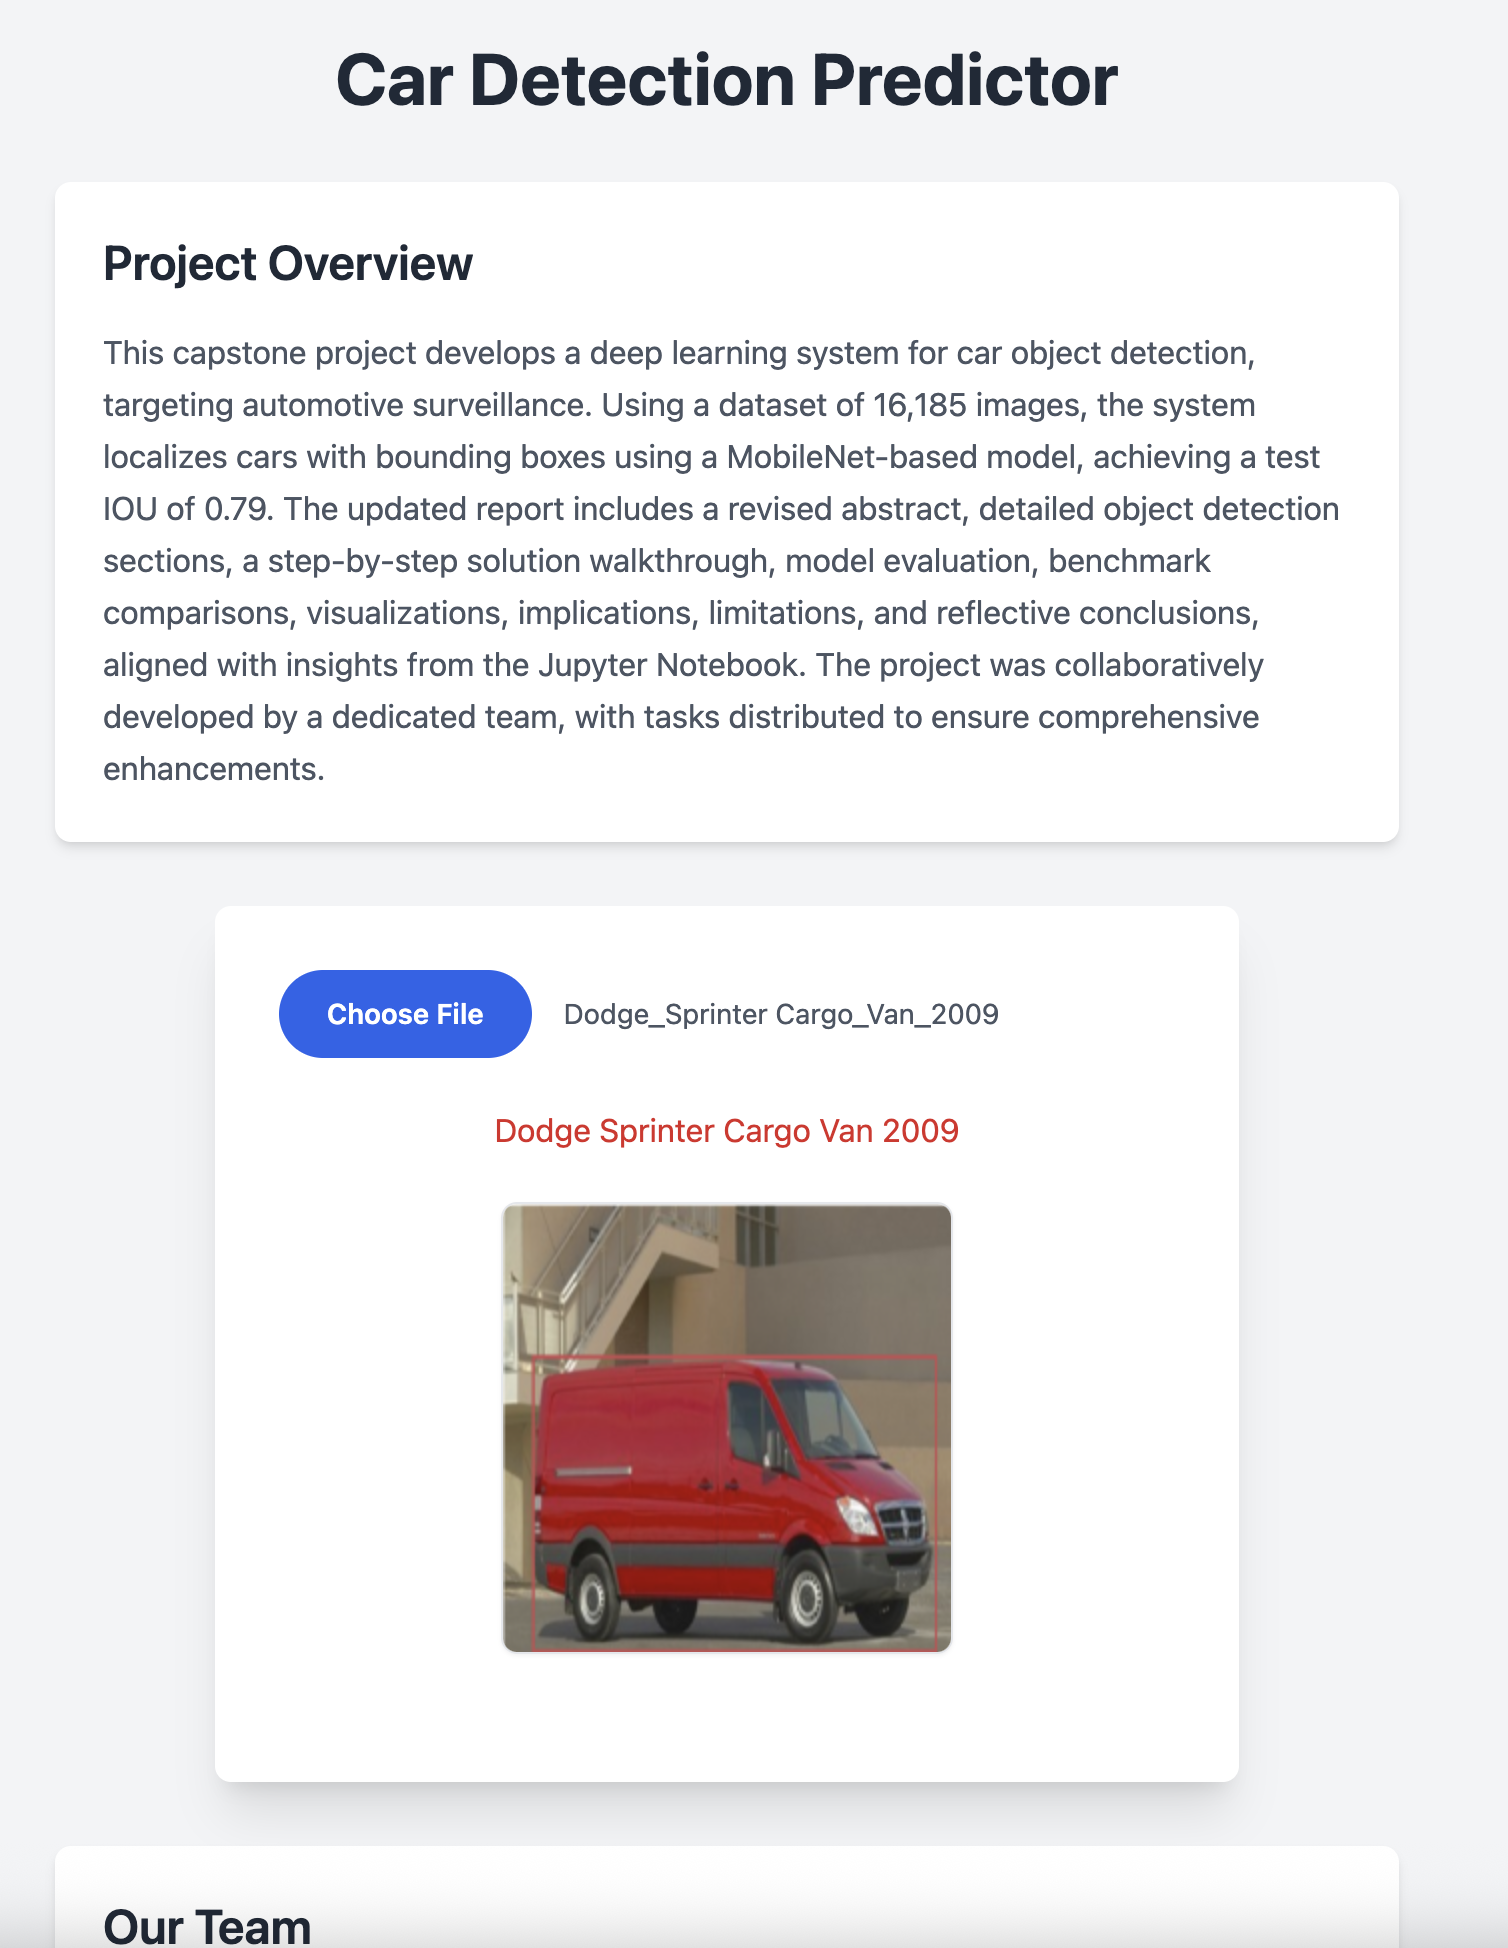 Car Detection Predictor
Project Overview
This capstone project develops a deep learning system for car object detection,
targeting automotive surveillance. Using a dataset of 16,185 images, the system
localizes cars with bounding boxes using a MobileNet-based model, achieving a test
IOU of 0.79. The updated report includes a revised abstract, detailed object detection
sections, a step-by-step solution walkthrough, model evaluation, benchmark
comparisons, visualizations, implications, limitations, and reflective conclusions,
aligned with insights from the Jupyter Notebook. The project was collaboratively
developed by a dedicated team, with tasks distributed to ensure comprehensive
enhancements.
Choose File Dodge_Sprinter Cargo_Van_2009
Dodge Sprinter Cargo Van 2009
Our Team